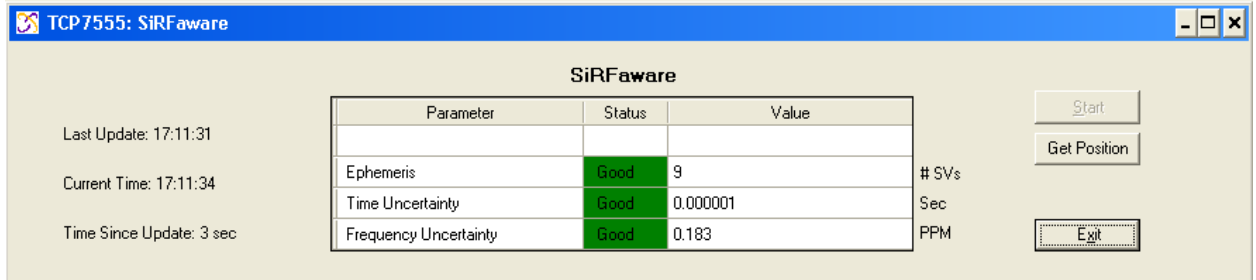 TCP7555: SiRFaware
SiRFaware
Parameter Status Value
Last Update: 17:11:31
Current Time: 17:11:34
Time Since Update: 3 sec
Ephemeris Good 9 # SVs
Time Uncertainty Good 0.000001 Sec
Frequency Uncertainty Good 0.183 PPM
Start
Get Position
Exit